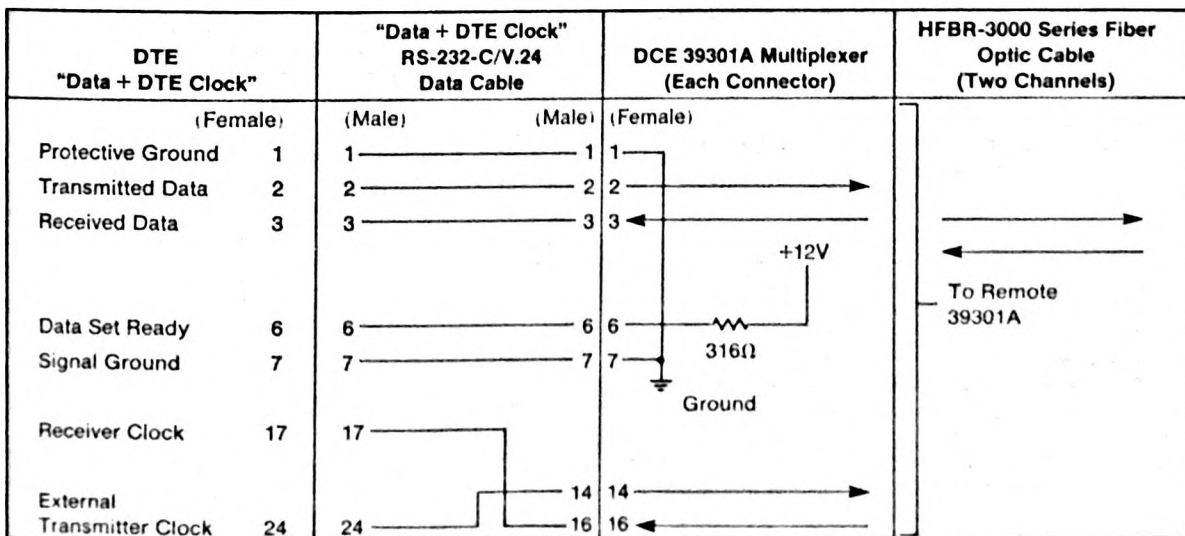 DTE
"Data + DTE Clock"
"Data + DTE Clock"
RS-232-C/V.24
Data Cable
DCE 39301A Multiplexer
(Each Connector)
HFBR-3000 Series Fiber
Optic Cable
(Two Channels)
(Female) (Male) (Male) (Female)
Protective Ground 1 1 1 1
Transmitted Data 2 2 2 2
Received Data 3 3 3 3
+12V
To Remote
39301A
Data Set Ready 6 6 6 6
316Ω
Signal Ground 7 7 7 7
Ground
Receiver Clock 17 17
External
Transmitter Clock 24 24
14 14
16 16